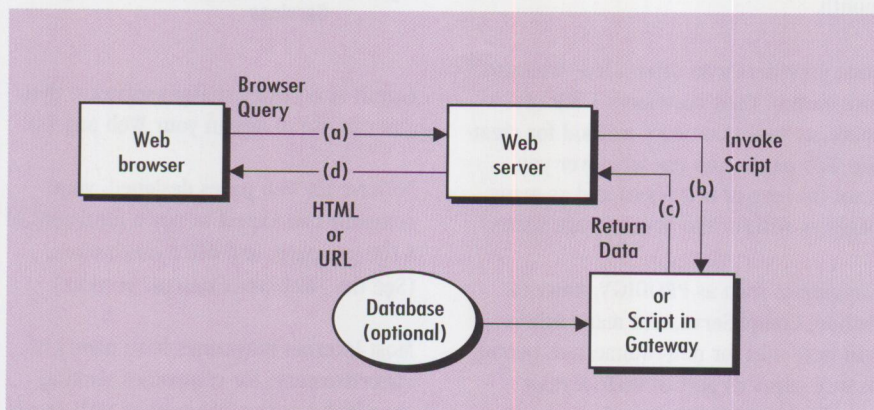 Browser
Query
Web
browser
(a)
(d)
Web
server
Invoke
Script
(b)
(c)
HTML
or
URL
Return
Data
Database
(optional)
or
Script in
Gateway